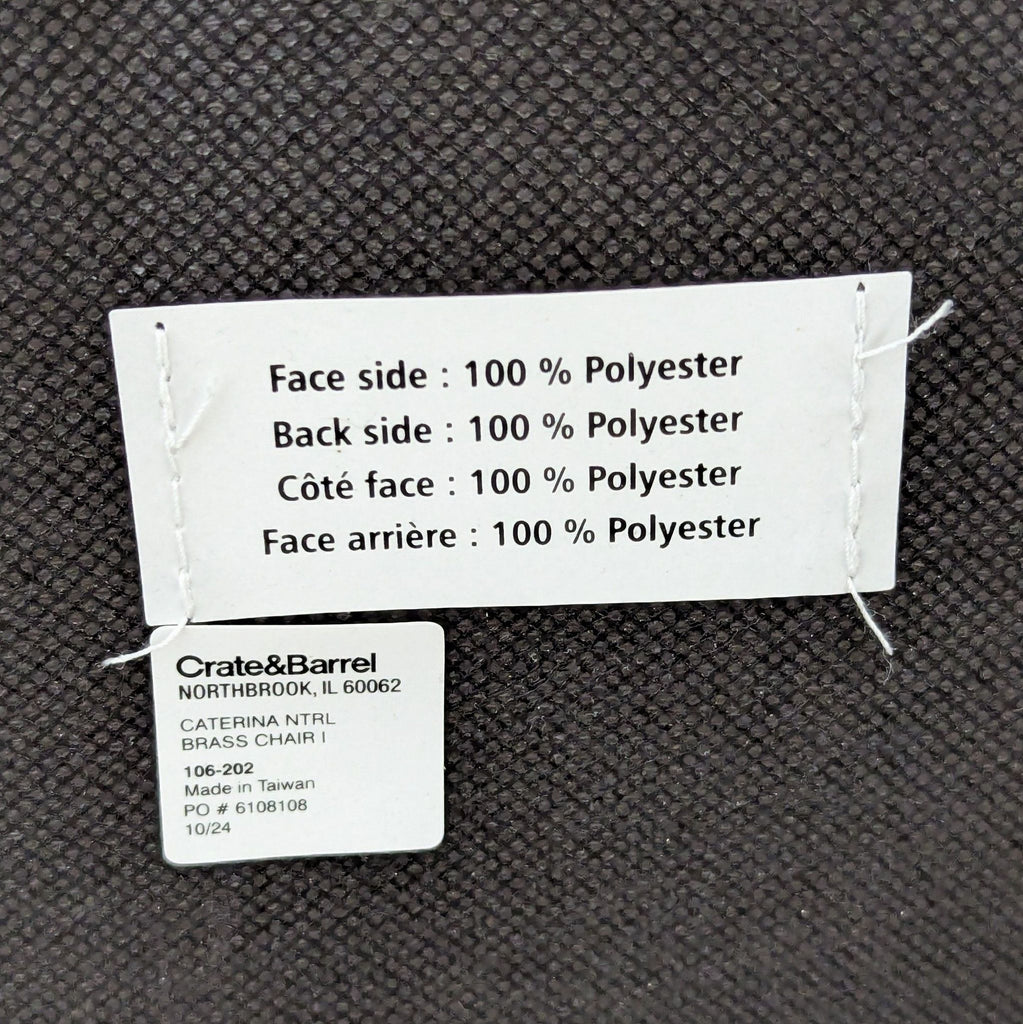 Face side : 100 % Polyester
Back side : 100 % Polyester
Côté face : 100 % Polyester
Face arrière : 100 % Polyester
Crate&Barrel
NORTHBROOK, IL 60062
CATERINA NTRL
BRASS CHAIR I
106-202
Made in Taiwan
PO # 6108108
10/24